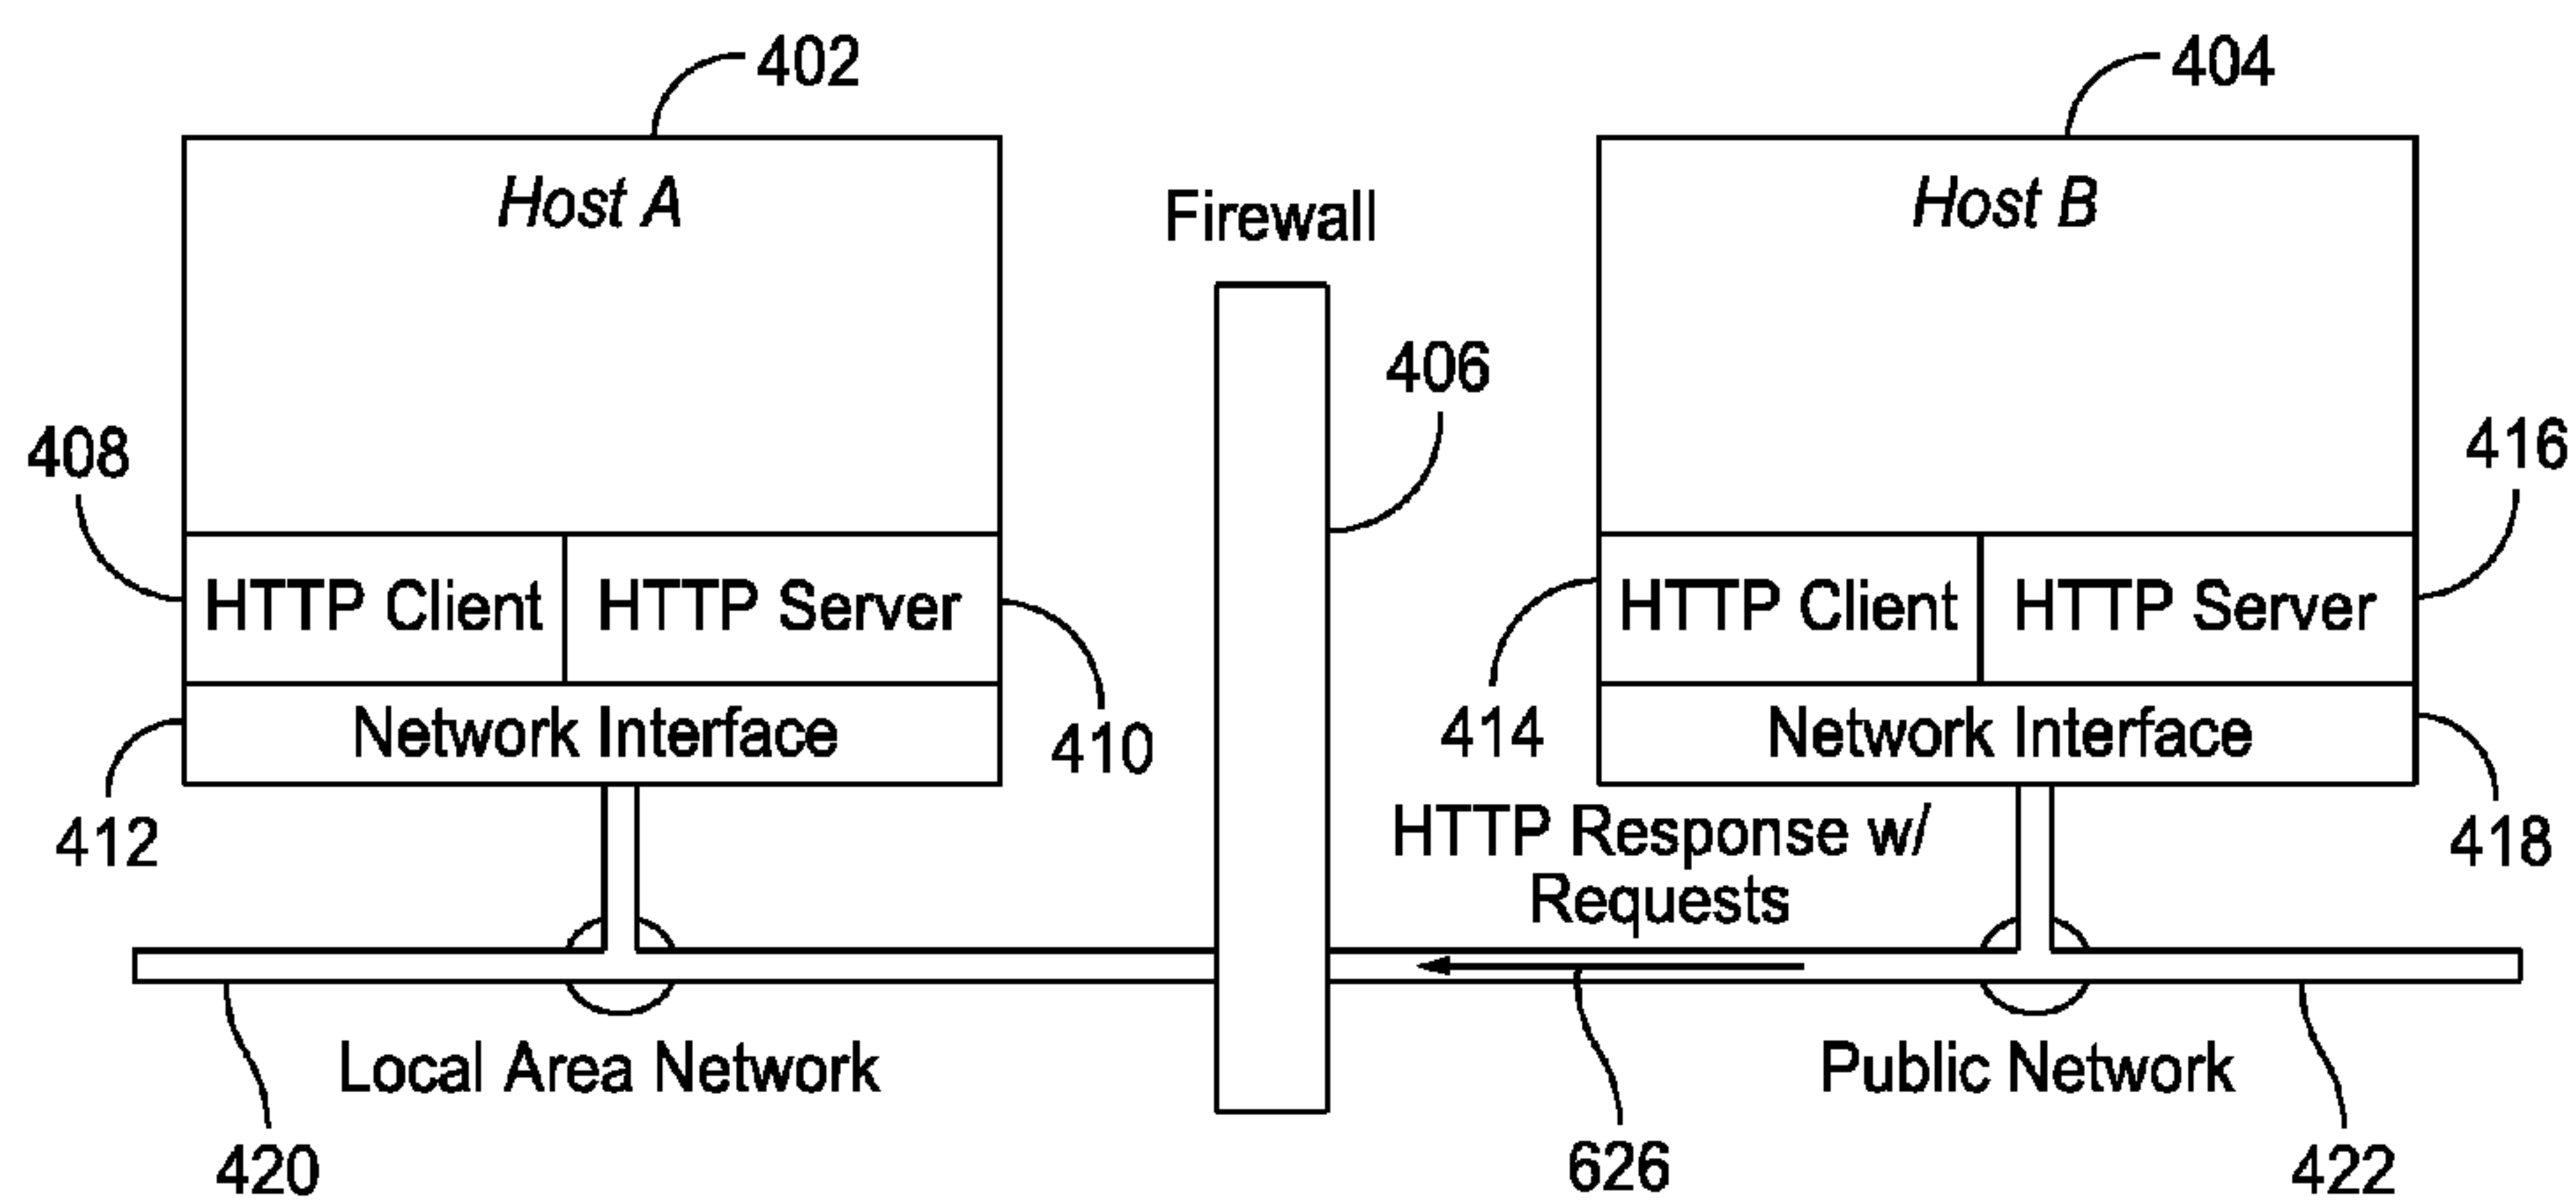 402
404
Host A
Host B
Firewall
406
408
416
HTTP Client
HTTP Server
HTTP Client
HTTP Server
Network Interface
410
414
Network Interface
412
HTTP Response w/
Requests
418
Local Area Network
Public Network
420
626
422